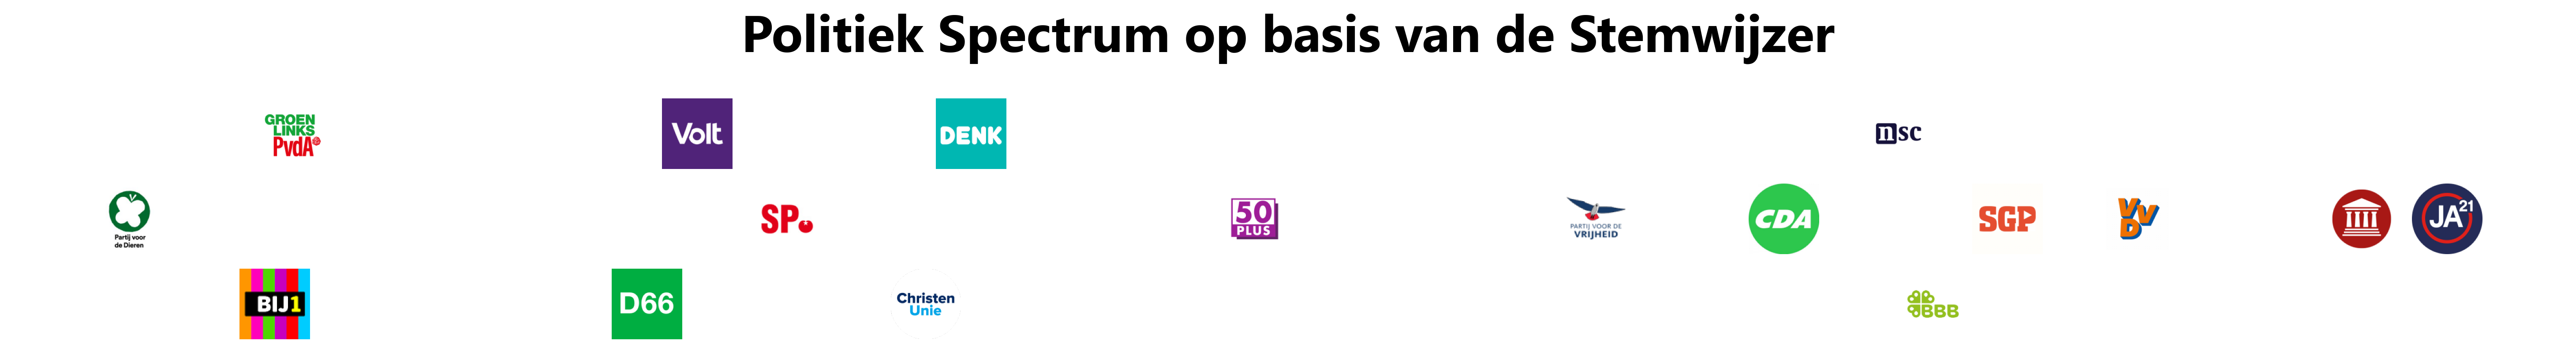 Politiek Spectrum op basis van de Stemwijzer
GROEN
LINKS
PvdA
Volt
DENK
nsc
Partij voor
de Dieren
SP
50
PLUS
PARTIJ VOOR DE
VRIJHEID
CDA
SGP
VVD
JA21
BIJ1
D66
Christen
Unie
BBB